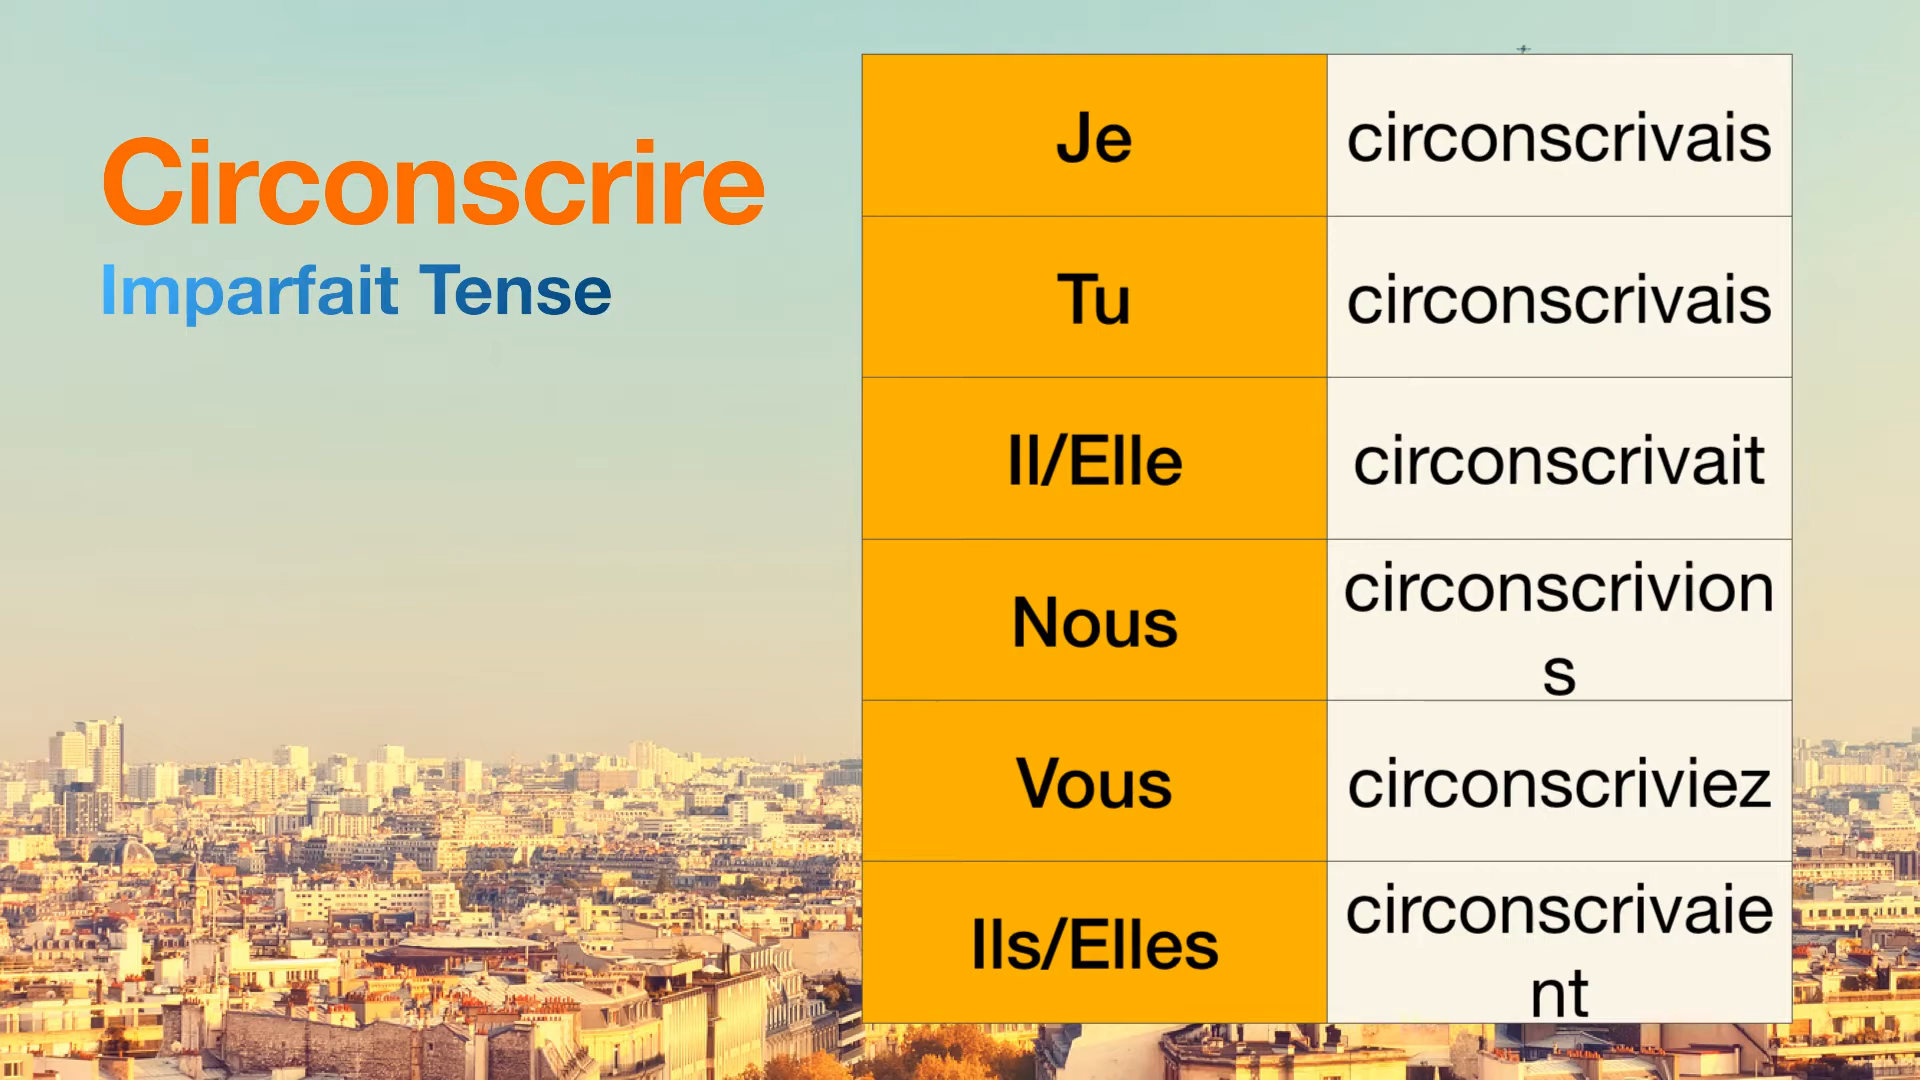 Circonscrire
Imparfait Tense
Je circonscrivais
Tu circonscrivais
Il/Elle circonscrivait
Nous circonscrivion
s
Vous circonscriviez
Ils/Elles circonscrivaie
nt